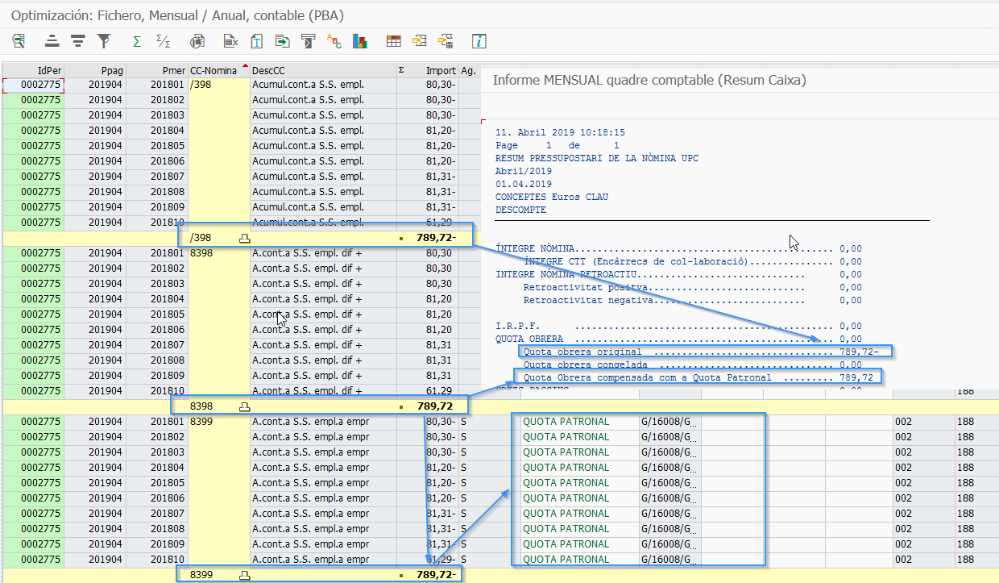 Optimización: Fichero, Mensual / Anual, contable (PBA)
IdPer Ppag Pmer CC-Nomina DescCC Σ Import Ag.
0002775 201904 201801 /398 Acumul.cont.a S.S. empl. 80,30-
0002775 201904 201802 Acumul.cont.a S.S. empl. 80,30-
0002775 201904 201803 Acumul.cont.a S.S. empl. 80,30-
0002775 201904 201804 Acumul.cont.a S.S. empl. 81,20-
0002775 201904 201805 Acumul.cont.a S.S. empl. 81,20-
0002775 201904 201806 Acumul.cont.a S.S. empl. 81,20-
0002775 201904 201807 Acumul.cont.a S.S. empl. 81,31-
0002775 201904 201808 Acumul.cont.a S.S. empl. 81,31-
0002775 201904 201809 Acumul.cont.a S.S. empl. 81,31-
0002775 201904 201810 Acumul.cont.a S.S. empl. 61,29-
/398 789,72-
0002775 201904 201801 8398 A.cont.a S.S. empl. dif + 80,30
0002775 201904 201802 A.cont.a S.S. empl. dif + 80,30
0002775 201904 201803 A.cont.a S.S. empl. dif + 80,30
0002775 201904 201804 A.cont.a S.S. empl. dif + 81,20
0002775 201904 201805 A.cont.a S.S. empl. dif + 81,20
0002775 201904 201806 A.cont.a S.S. empl. dif + 81,20
0002775 201904 201807 A.cont.a S.S. empl. dif + 81,31
0002775 201904 201808 A.cont.a S.S. empl. dif + 81,31
0002775 201904 201809 A.cont.a S.S. empl. dif + 81,31
0002775 201904 201810 A.cont.a S.S. empl. dif + 61,29 188
8398 789,72
0002775 201904 201801 8399 A.cont.a S.S. empl.a empr 80,30- S QUOTA PATRONAL G/16008/G... 002 188
0002775 201904 201802 A.cont.a S.S. empl.a empr 80,30- S QUOTA PATRONAL G/16008/G... 002 188
0002775 201904 201803 A.cont.a S.S. empl.a empr 80,30- S QUOTA PATRONAL G/16008/G... 002 188
0002775 201904 201804 A.cont.a S.S. empl.a empr 81,20- S QUOTA PATRONAL G/16008/G... 002 188
0002775 201904 201805 A.cont.a S.S. empl.a empr 81,20- S QUOTA PATRONAL G/16008/G... 002 188
0002775 201904 201806 A.cont.a S.S. empl.a empr 81,20- S QUOTA PATRONAL G/16008/G... 002 188
0002775 201904 201807 A.cont.a S.S. empl.a empr 81,31- S QUOTA PATRONAL G/16008/G... 002 188
0002775 201904 201808 A.cont.a S.S. empl.a empr 81,31- S QUOTA PATRONAL G/16008/G... 002 188
0002775 201904 201809 A.cont.a S.S. empl.a empr 81,31- S QUOTA PATRONAL G/16008/G... 002 188
0002775 201904 201810 A.cont.a S.S. empl.a empr 61,29- S QUOTA PATRONAL G/16008/G... 002 188
8399 789,72-
Informe MENSUAL quadre comptable (Resum Caixa)
11. Abril 2019 10:18:15
Page 1 de 1
RESUM PRESSUPOSTARI DE LA NÒMINA UPC
Abril/2019
01.04.2019
CONCEPTES Euros CLAU
DESCOMPTE
ÍNTEGRE NÒMINA.............................................. 0,00
ÍNTEGRE CTT (Encàrrecs de col-laboració)............... 0,00
INTEGRE NÒMINA RETROACTIU.............................. 0,00
Retroactivitat positva............................ 0,00
Retroactivitat negativa........................... 0,00
I.R.P.F. .............................................. 0,00
QUOTA OBRERA .............................................. 0,00
Quota obrera original ................................ 789,72-
Quota obrera congelada ............................... 0,00
Quota Obrera compensada com a Quota Patronal ......... 789,72